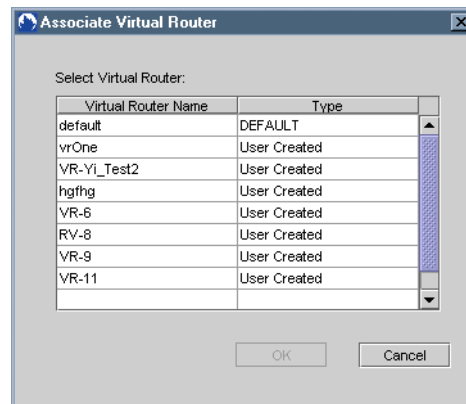 Associate Virtual Router
Select Virtual Router:
Virtual Router Name Type
default DEFAULT
vrOne User Created
VR-Yi_Test2 User Created
hgfhg User Created
VR-6 User Created
RV-8 User Created
VR-9 User Created
VR-11 User Created
OK Cancel